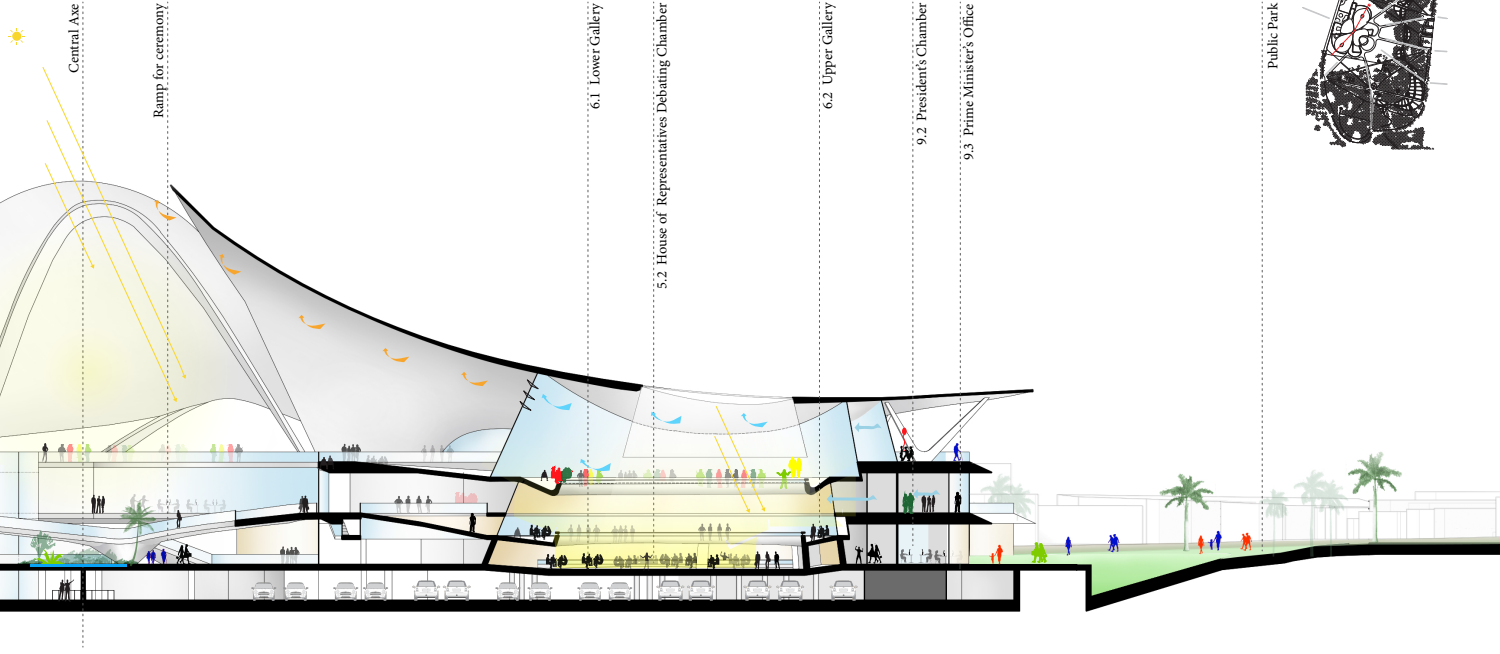 Central Axe
Ramp for ceremony
6.1 Lower Gallery
5.2 House of Representatives Debating Chamber
6.2 Upper Gallery
9.2 President's Chamber
9.3 Prime Minister's Office
Public Park